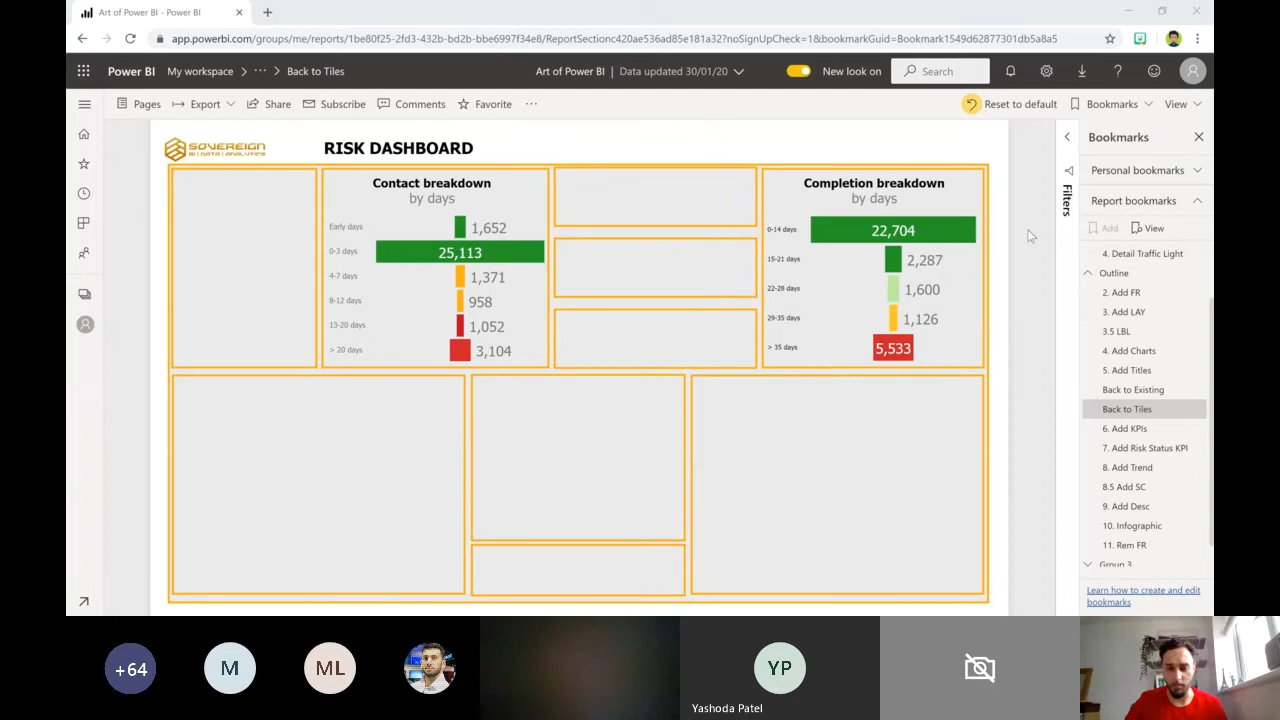 Art of Power BI - Power BI
app.powerbi.com/groups/me/reports/1be80f25-2fd3-432b-bd2b-bbe6997f34e8/ReportSectionc420ae536ad85e181a32?noSignUpCheck=1&bookmarkGuid=Bookmark1549d62877301db5a8a5
Power BI My workspace ... Back to Tiles Art of Power BI | Data updated 30/01/20 New look on Search
Pages Export Share Subscribe Comments Favorite ... Reset to default Bookmarks View
SOVEREIGN
BI | DATA | ANALYTICS
RISK DASHBOARD
Contact breakdown
by days
Early days 1,652
0-3 days 25,113
4-7 days 1,371
8-12 days 958
13-20 days 1,052
> 20 days 3,104
Completion breakdown
by days
0-14 days 22,704
15-21 days 2,287
22-28 days 1,600
29-35 days 1,126
> 35 days 5,533
Filters
Bookmarks
Personal bookmarks
Report bookmarks
Add View
4. Detail Traffic Light
Outline
2. Add FR
3. Add LAY
3.5 LBL
4. Add Charts
5. Add Titles
Back to Existing
Back to Tiles
6. Add KPIs
7. Add Risk Status KPI
8. Add Trend
8.5 Add SC
9. Add Desc
10. Infographic
11. Rem FR
Group 3
Learn how to create and edit
bookmarks
+64 M ML YP
Yashoda Patel